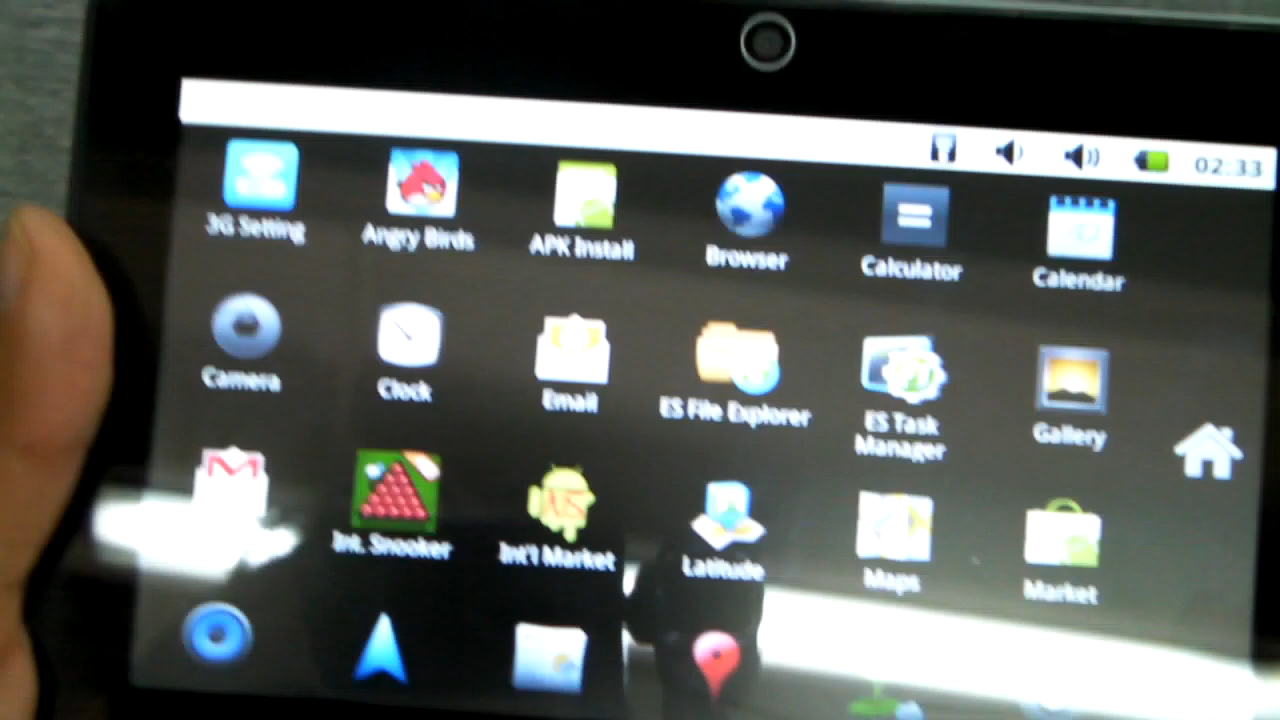 02.33
3G Setting
Angry Birds
APK Install
Browser
Calculator
Calendar
Camera
Clock
Email
ES File Explorer
ES Task
Manager
Gallery
Int. Snooker
Int'l Market
Latitude
Maps
Market